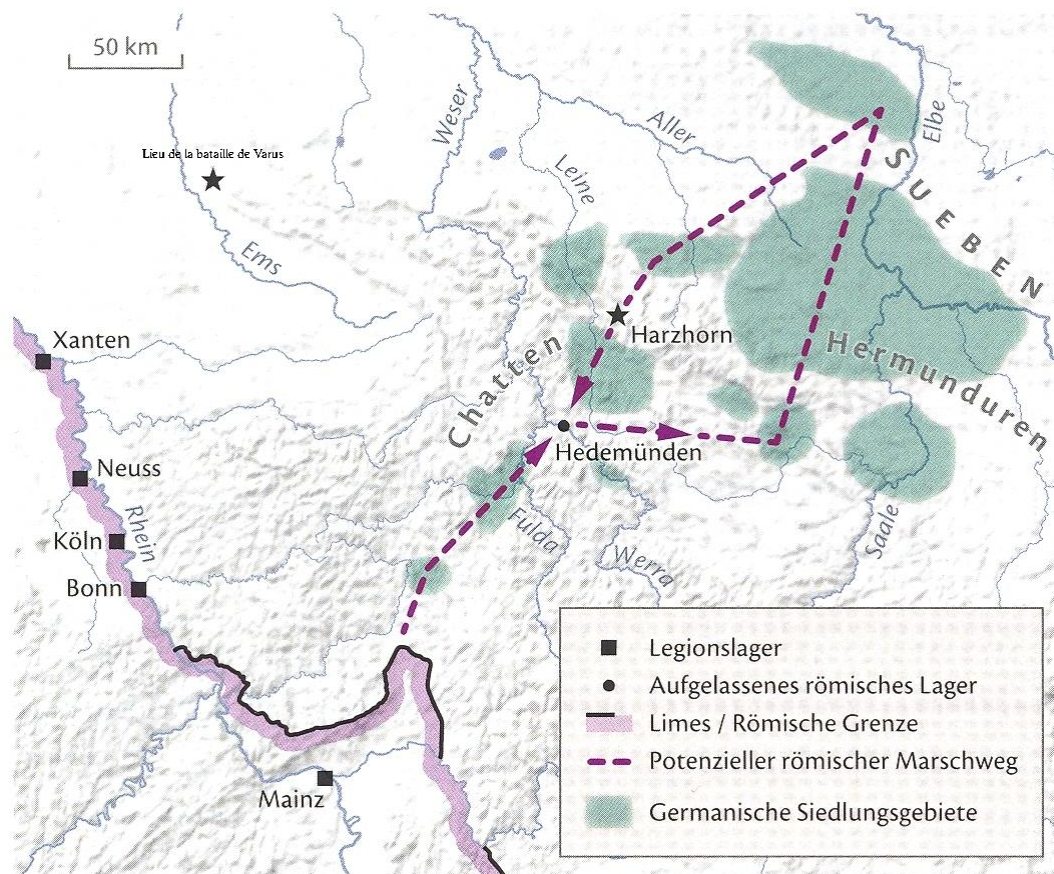 50 km
Weser
Aller
Elbe
Lieu de la bataille de Varus
Leine
SUEBEN
Ems
Xanten
Harzhorn
Hermunduren
Chatten
Hedemünden
Neuss
Rhein
Köln
Fulda
Werra
Saale
Bonn
Mainz
Legionslager
Aufgelassenes römisches Lager
Limes / Römische Grenze
Potenzieller römischer Marschweg
Germanische Siedlungsgebiete